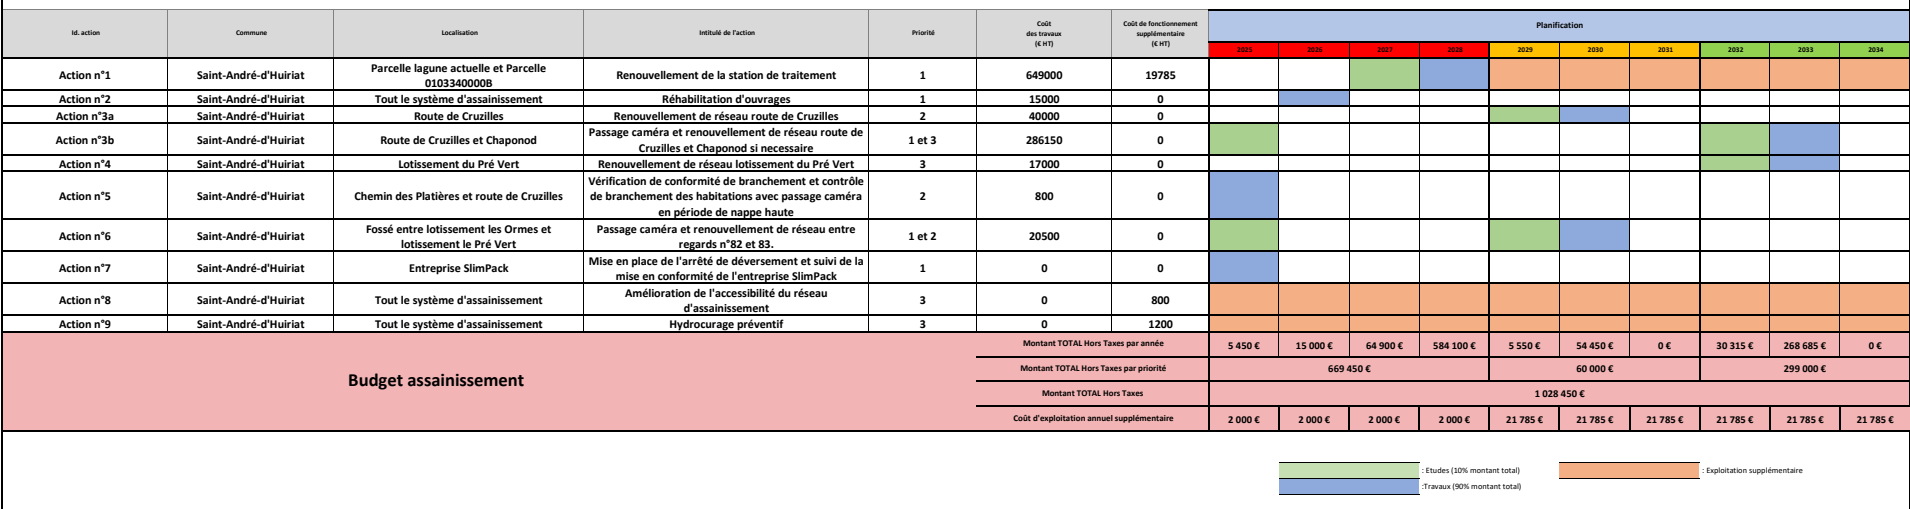 Id. action Commune Localisation Intitulé de l'action Priorité Coût des travaux (€ HT) Coût de fonctionnement supplémentaire (€ HT) Planification
2025 2026 2027 2028 2029 2030 2031 2032 2033 2034
Action n°1 Saint-André-d'Huiriat Parcelle lagune actuelle et Parcelle 0103340000B Renouvellement de la station de traitement 1 649000 19785
Action n°2 Saint-André-d'Huiriat Tout le système d'assainissement Réhabilitation d'ouvrages 1 15000 0
Action n°3a Saint-André-d'Huiriat Route de Cruzilles Renouvellement de réseau route de Cruzilles 2 40000 0
Action n°3b Saint-André-d'Huiriat Route de Cruzilles et Chaponod Passage caméra et renouvellement de réseau route de Cruzilles et Chaponod si necessaire 1 et 3 286150 0
Action n°4 Saint-André-d'Huiriat Lotissement du Pré Vert Renouvellement de réseau lotissement du Pré Vert 3 17000 0
Action n°5 Saint-André-d'Huiriat Chemin des Platières et route de Cruzilles Vérification de conformité de branchement et contrôle de branchement des habitations avec passage caméra en période de nappe haute 2 800 0
Action n°6 Saint-André-d'Huiriat Fossé entre lotissement les Ormes et lotissement le Pré Vert Passage caméra et renouvellement de réseau entre regards n°82 et 83. 1 et 2 20500 0
Action n°7 Saint-André-d'Huiriat Entreprise SlimPack Mise en place de l'arrêté de déversement et suivi de la mise en conformité de l'entreprise SlimPack 1 0 0
Action n°8 Saint-André-d'Huiriat Tout le système d'assainissement Amélioration de l'accessibilité du réseau d'assainissement 3 0 800
Action n°9 Saint-André-d'Huiriat Tout le système d'assainissement Hydrocurage préventif 3 0 1200
Budget assainissement
Montant TOTAL Hors Taxes par année 5 450 € 15 000 € 64 900 € 584 100 € 5 550 € 54 450 € 0 € 30 315 € 268 685 € 0 €
Montant TOTAL Hors Taxes par priorité 669 450 € 60 000 € 299 000 €
Montant TOTAL Hors Taxes 1 028 450 €
Coût d'exploitation annuel supplémentaire 2 000 € 2 000 € 2 000 € 2 000 € 21 785 € 21 785 € 21 785 € 21 785 € 21 785 € 21 785 €
: Etudes (10% montant total) : Exploitation supplémentaire
:Travaux (90% montant total)